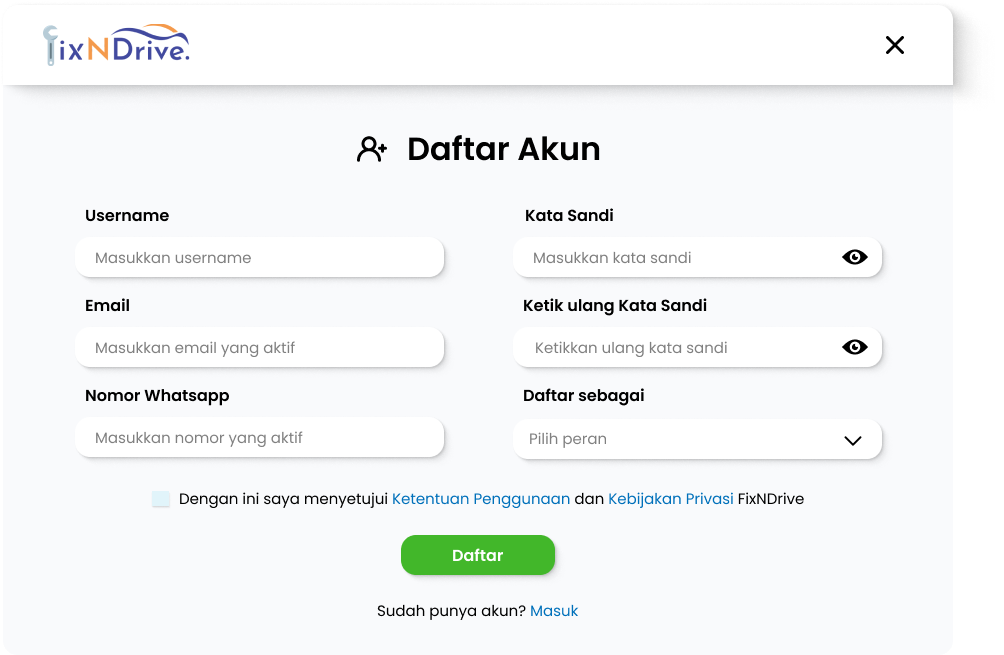 FixNDrive.
Daftar Akun
Username
Masukkan username
Kata Sandi
Masukkan kata sandi
Email
Masukkan email yang aktif
Ketik ulang Kata Sandi
Ketikkan ulang kata sandi
Nomor Whatsapp
Masukkan nomor yang aktif
Daftar sebagai
Pilih peran
Dengan ini saya menyetujui Ketentuan Penggunaan dan Kebijakan Privasi FixNDrive
Daftar
Sudah punya akun? Masuk